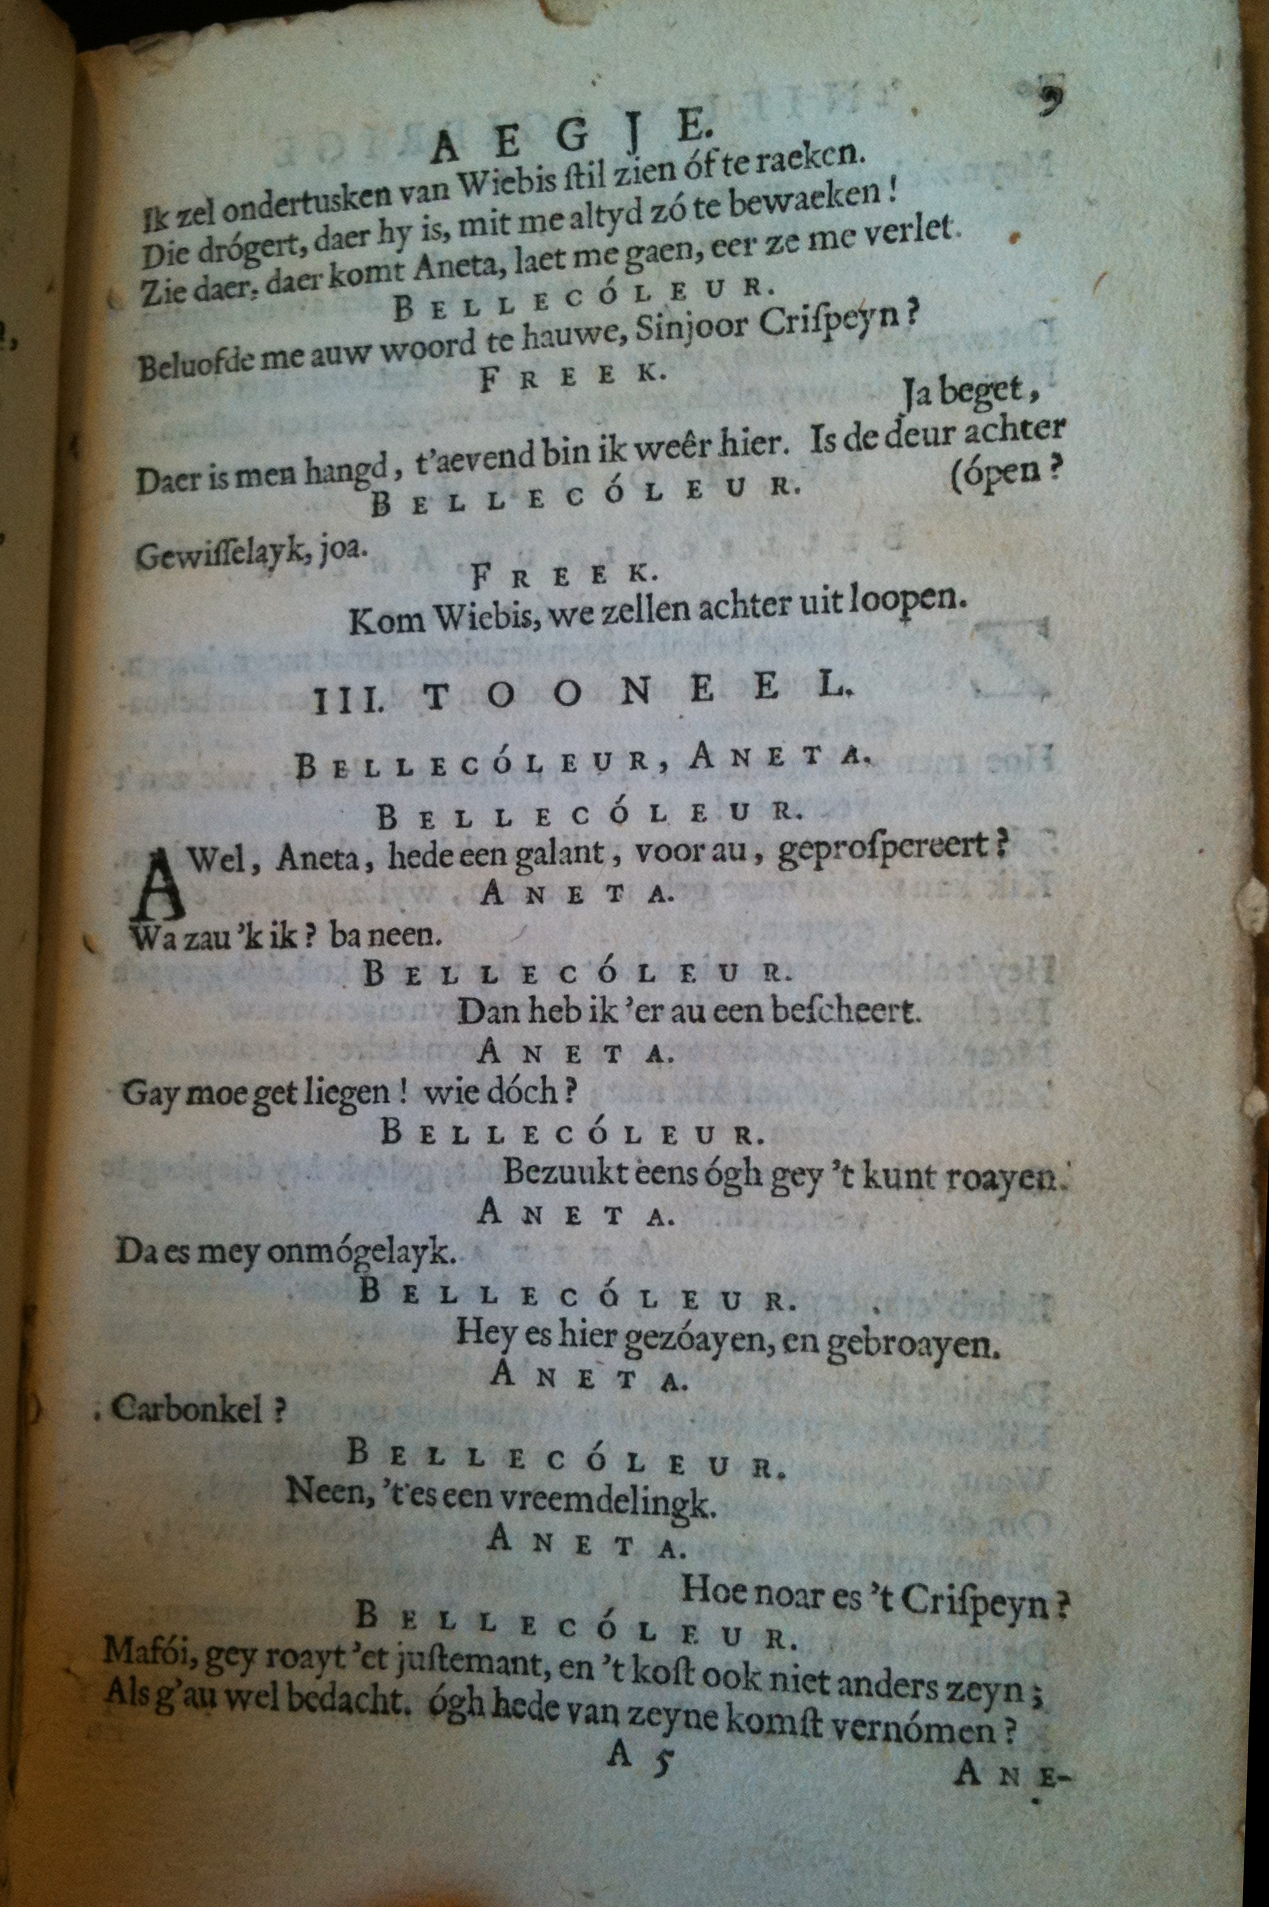 AEGJE. 9
Ik zel ondertusken van Wiebis ſtil zien óf te raeken.
Die drógert, daer hy is, mit me altyd zó te bewaeken!
Zie daer, daer komt Aneta, laet me gaen, eer ze me verlet.
BELLECÓLEUR.
Beluofde me auw woord te hauwe, Sinjoor Criſpeyn?
FREEK.
Ja beget,
Daer is men hangd, t'aevend bin ik weêr hier. Is de deur achter
(ópen?
BELLECÓLEUR.
Gewiſſelayk, joa.
FREEK.
Kom Wiebis, we zellen achter uit loopen.
III. TOONEEL.
BELLECÓLEUR, ANETA.
BELLECÓLEUR.
AWel, Aneta, hede een galant, voor au, geproſpereert?
ANETA.
Wa zau 'k ik? ba neen.
BELLECÓLEUR.
Dan heb ik 'er au een beſcheert.
ANETA.
Gay moe get liegen! wie dóch?
BELLECÓLEUR.
Bezuukt eens ógh gey 't kunt roayen.
ANETA.
Da es mey onmógelayk.
BELLECÓLEUR.
Hey es hier gezóayen, en gebroayen.
ANETA.
Carbonkel?
BELLECÓLEUR.
Neen, 't es een vreemdelingk.
ANETA.
Hoe noar es 't Criſpeyn?
BELLECÓLEUR.
Mafói, gey roayt 'et juſtemant, en 't koſt ook niet anders zeyn;
Als g'au wel bedacht. ógh hede van zeyne komſt vernómen?
A 5 ANE-